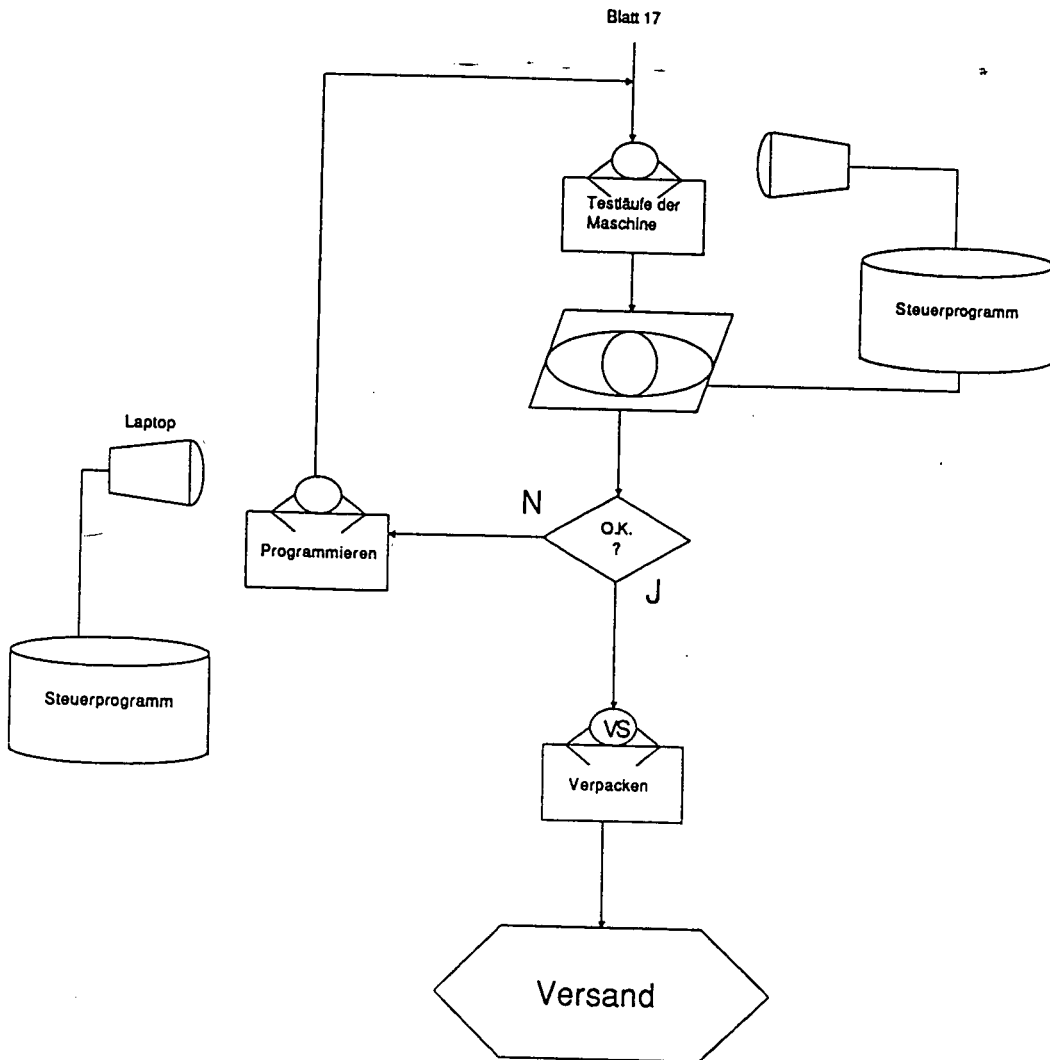 Blatt 17
Testläufe der
Maschine
Steuerprogramm
Laptop
N
O.K.
?
Programmieren
J
Steuerprogramm
VS
Verpacken
Versand